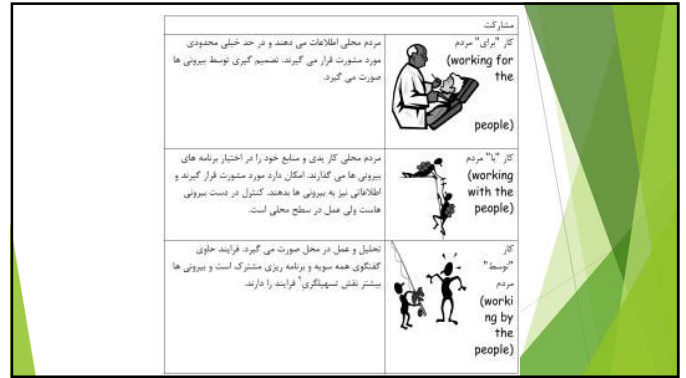 مشارکت
کار "برای" مردم
(working for
the
people)
مردم محلی اطلاعات می دهند و در حد خیلی محدودی
مورد مشورت قرار می گیرند. تصمیم گیری توسط بیرونی ها
صورت می گیرد.
کار "با" مردم
(working
with the
people)
مردم محلی کار یدی و منابع خود را در اختیار برنامه های
بیرونی ها می گذارند. امکان دارد مورد مشورت قرار گیرند و
اطلاعاتی نیز به بیرونی ها بدهند. کنترل در دست بیرونی
هاست ولی عمل در سطح محلی است.
کار
"توسط"
مردم
(worki
ng by
the
people)
تحلیل و عمل در محل صورت می گیرد. فرایند حاوی
گفتگوی همه سویه و برنامه ریزی مشترک است و بیرونی ها
بیشتر نقش تسهیلگری فرایند را دارند.